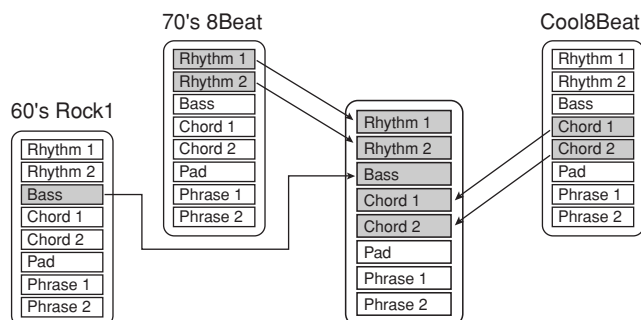 70's 8Beat
Rhythm 1
Rhythm 2
Bass
Chord 1
Chord 2
Pad
Phrase 1
Phrase 2
60's Rock1
Rhythm 1
Rhythm 2
Bass
Chord 1
Chord 2
Pad
Phrase 1
Phrase 2
Rhythm 1
Rhythm 2
Bass
Chord 1
Chord 2
Pad
Phrase 1
Phrase 2
Cool8Beat
Rhythm 1
Rhythm 2
Bass
Chord 1
Chord 2
Pad
Phrase 1
Phrase 2